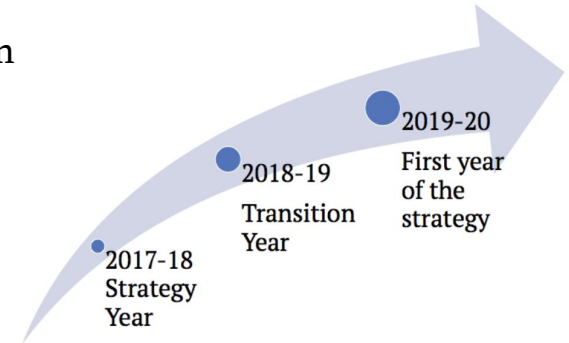 2017-18
Strategy
Year
2018-19
Transition
Year
2019-20
First year
of the
strategy